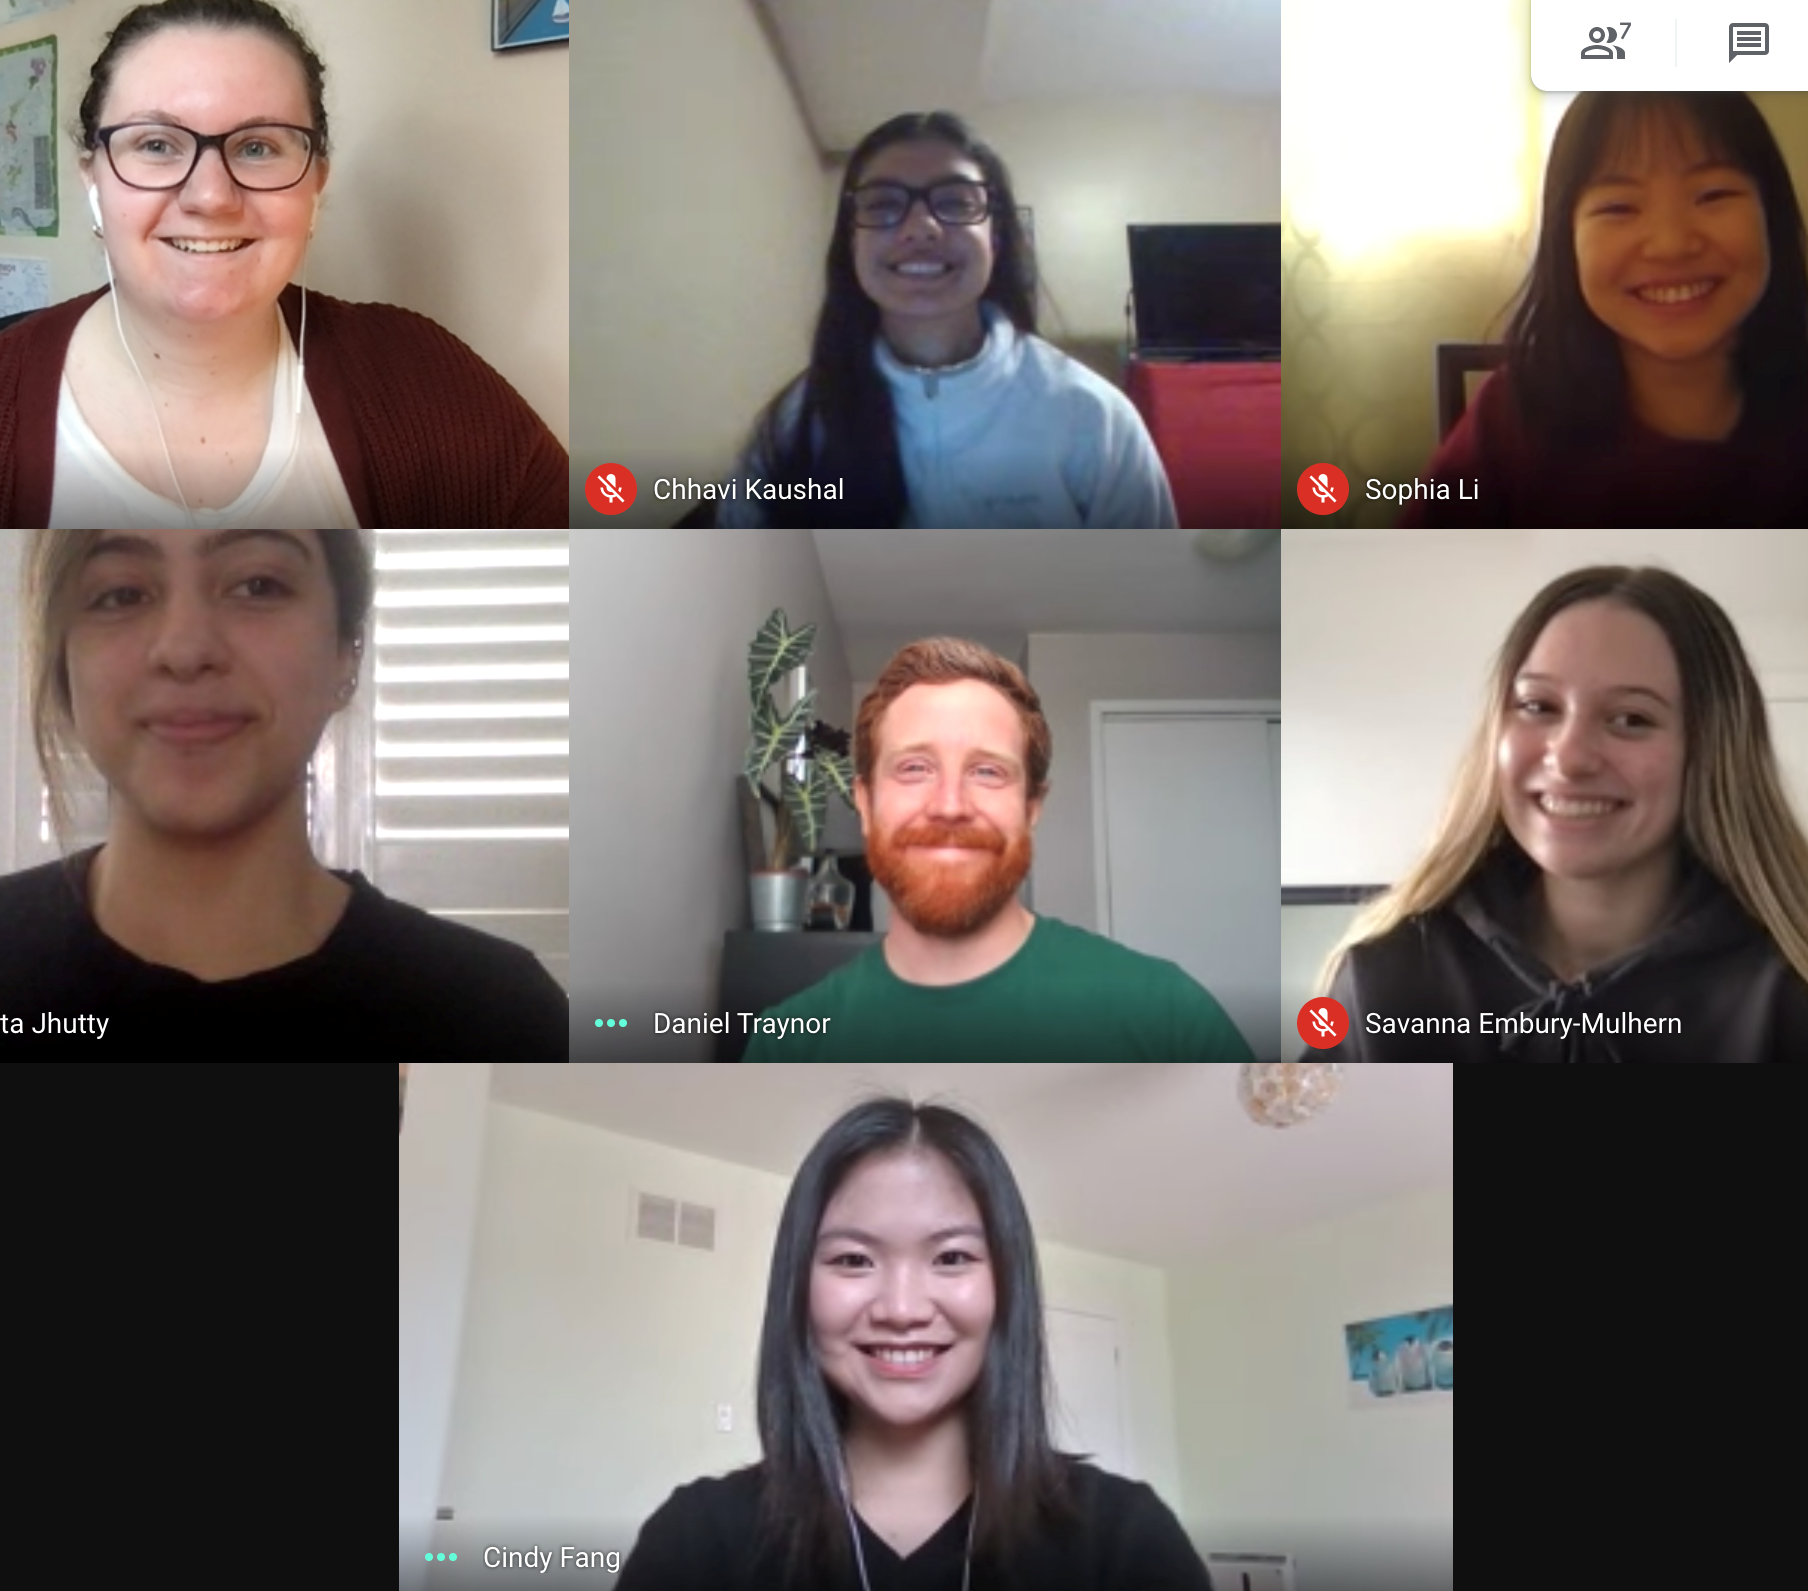 7
Chhavi Kaushal
Sophia Li
ta Jhutty
Daniel Traynor
Savanna Embury-Mulhern
Cindy Fang